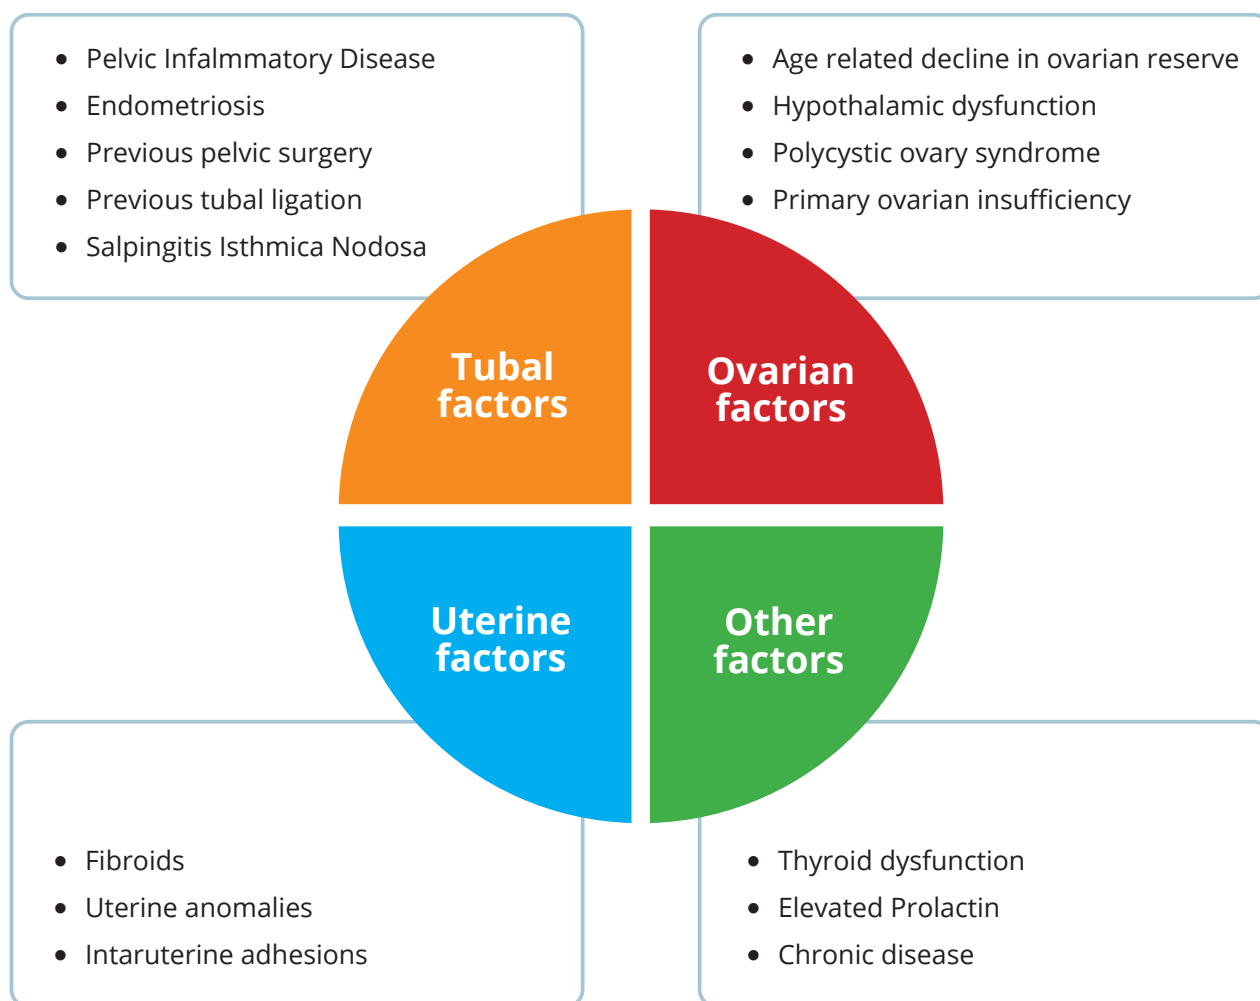 • Pelvic Infalmmatory Disease
• Endometriosis
• Previous pelvic surgery
• Previous tubal ligation
• Salpingitis Isthmica Nodosa
• Age related decline in ovarian reserve
• Hypothalamic dysfunction
• Polycystic ovary syndrome
• Primary ovarian insufficiency
Tubal
factors
Ovarian
factors
Uterine
factors
Other
factors
• Fibroids
• Uterine anomalies
• Intaruterine adhesions
• Thyroid dysfunction
• Elevated Prolactin
• Chronic disease